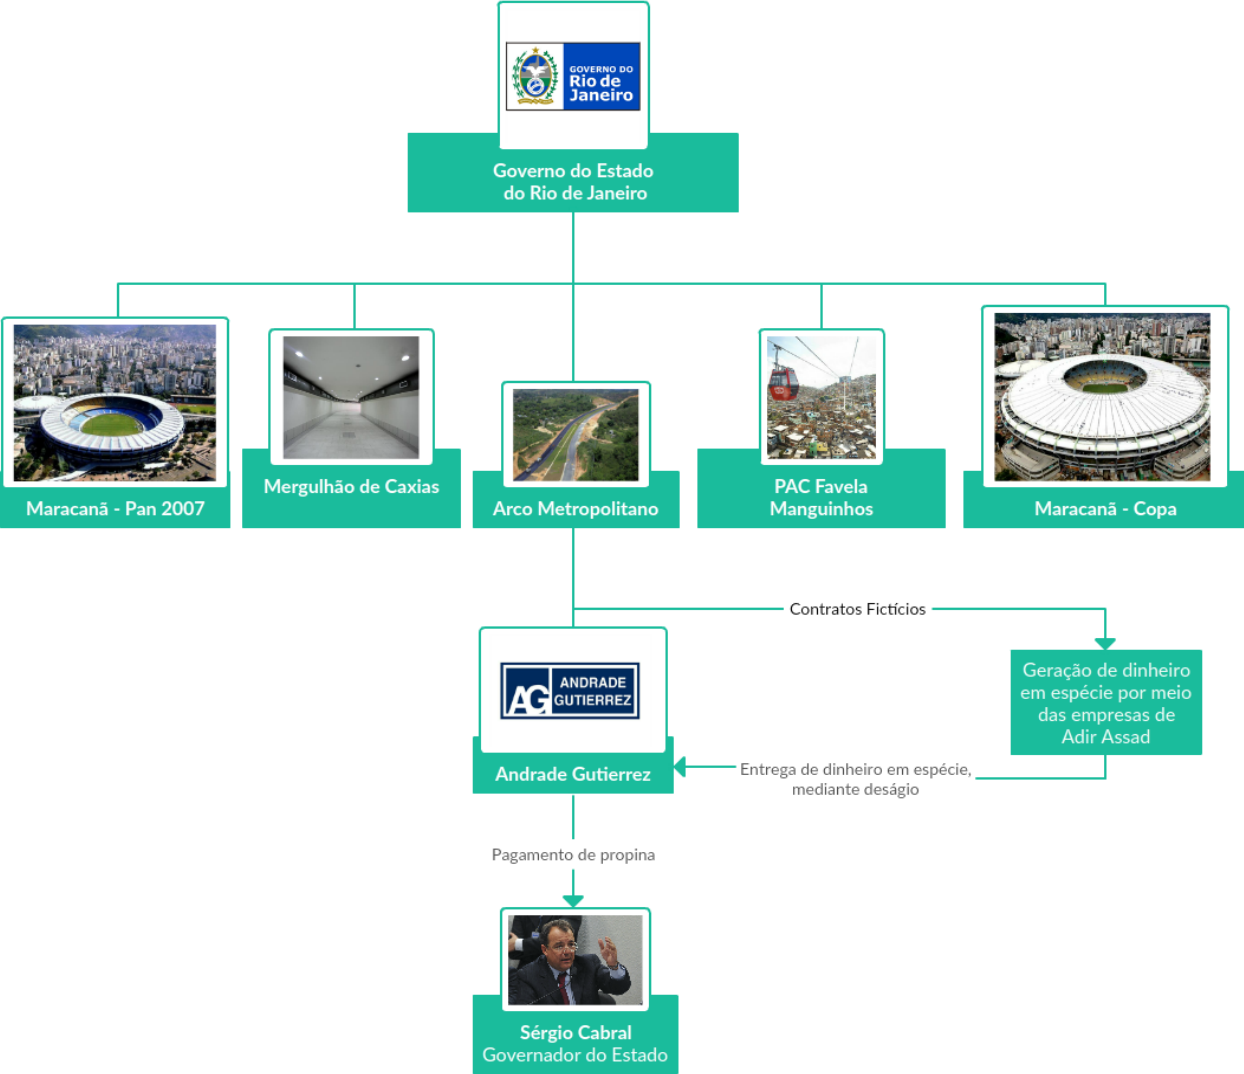 GOVERNO DO
Rio de
Janeiro
Governo do Estado
do Rio de Janeiro
Maracanã - Pan 2007
Mergulhão de Caxias
Arco Metropolitano
PAC Favela
Manguinhos
Maracanã - Copa
Contratos Fictícios
Geração de dinheiro
em espécie por meio
das empresas de
Adir Assad
AG
ANDRADE
GUTIERREZ
Andrade Gutierrez
Entrega de dinheiro em espécie,
mediante deságio
Pagamento de propina
Sérgio Cabral
Governador do Estado